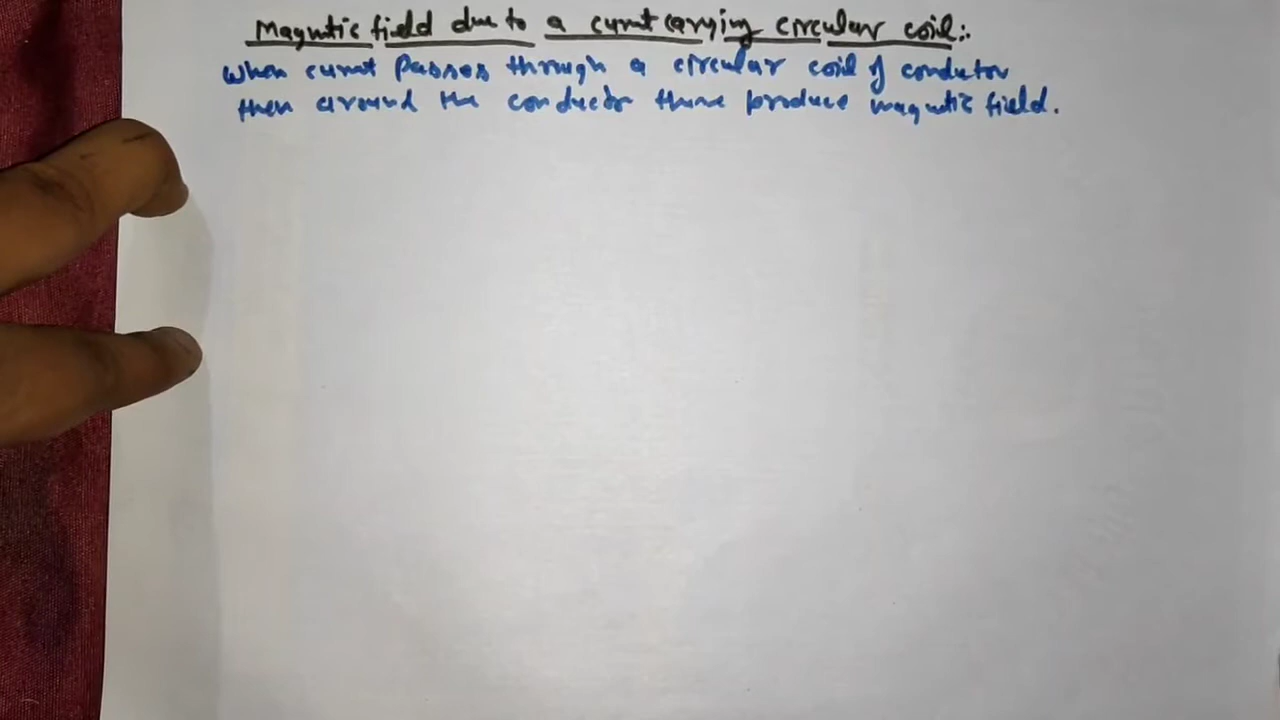 Magnetic field due to a current carrying circular coil:-
When current passes through a circular coil of conductor
then around the conductor there produce magnetic field.